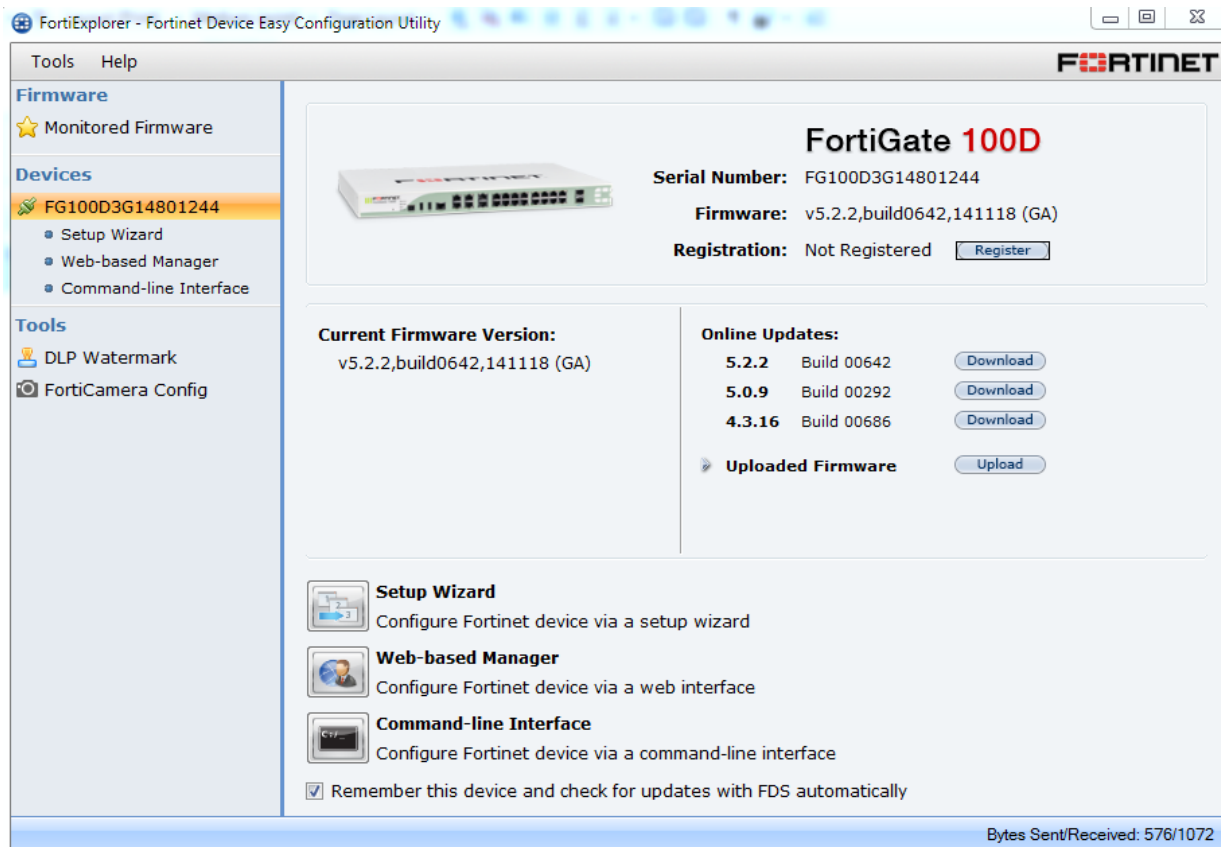 FortiExplorer - Fortinet Device Easy Configuration Utility
Tools Help
FORTINET
Firmware
Monitored Firmware
Devices
FG100D3G14801244
Setup Wizard
Web-based Manager
Command-line Interface
Tools
DLP Watermark
FortiCamera Config
FORTINET
FortiGate 100D
Serial Number: FG100D3G14801244
Firmware: v5.2.2,build0642,141118 (GA)
Registration: Not Registered Register
Current Firmware Version:
v5.2.2,build0642,141118 (GA)
Online Updates:
5.2.2 Build 00642 Download
5.0.9 Build 00292 Download
4.3.16 Build 00686 Download
Uploaded Firmware Upload
Setup Wizard
Configure Fortinet device via a setup wizard
Web-based Manager
Configure Fortinet device via a web interface
Command-line Interface
Configure Fortinet device via a command-line interface
Remember this device and check for updates with FDS automatically
Bytes Sent/Received: 576/1072